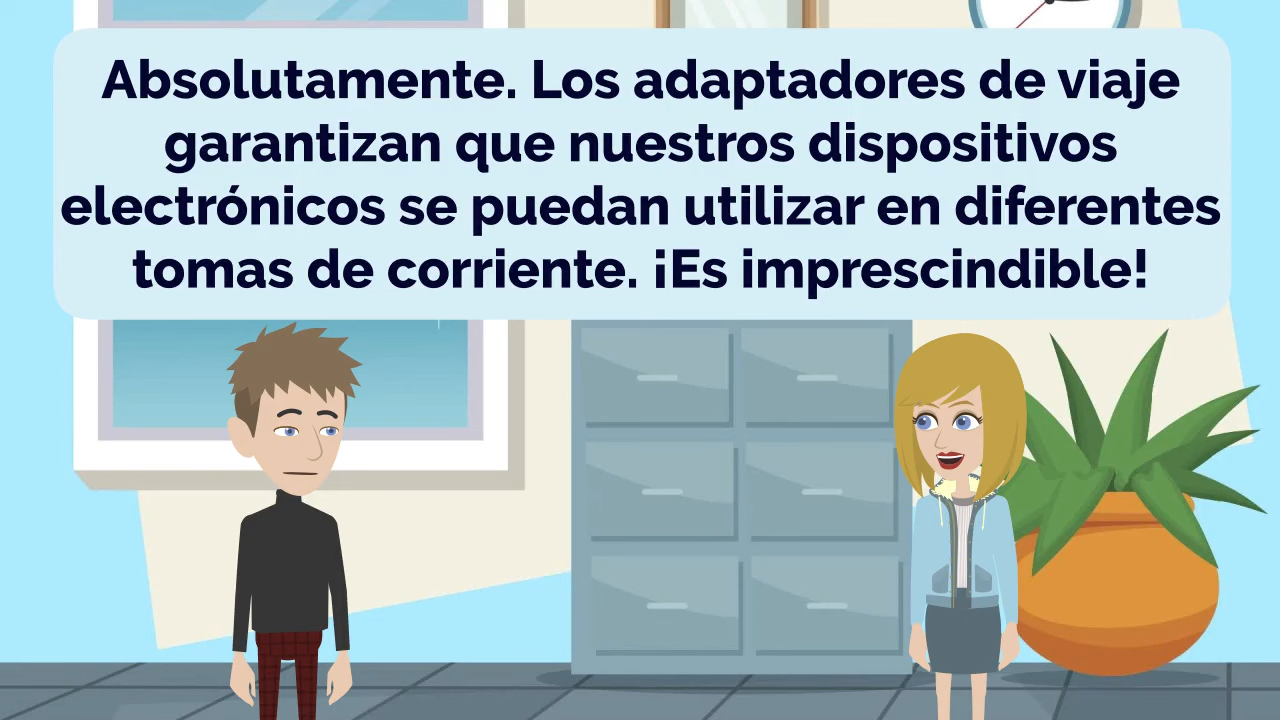 Absolutamente. Los adaptadores de viaje
garantizan que nuestros dispositivos
electrónicos se puedan utilizar en diferentes
tomas de corriente. ¡Es imprescindible!